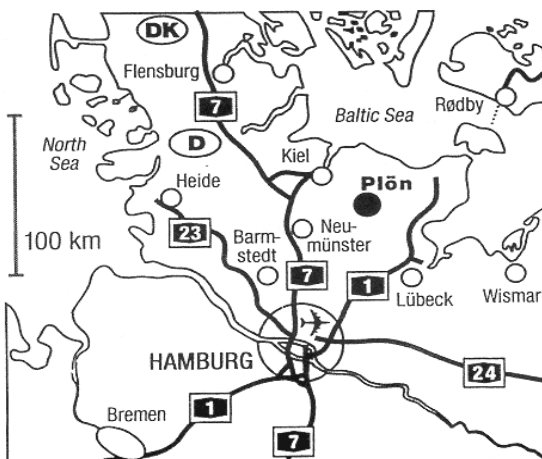 DK
Flensburg
7
Baltic Sea
Rødby
North
Sea
D
Kiel
Plön
Heide
100 km
23
Barm-
stedt
Neu-
münster
7
1
Lübeck
Wismar
HAMBURG
24
1
Bremen
7